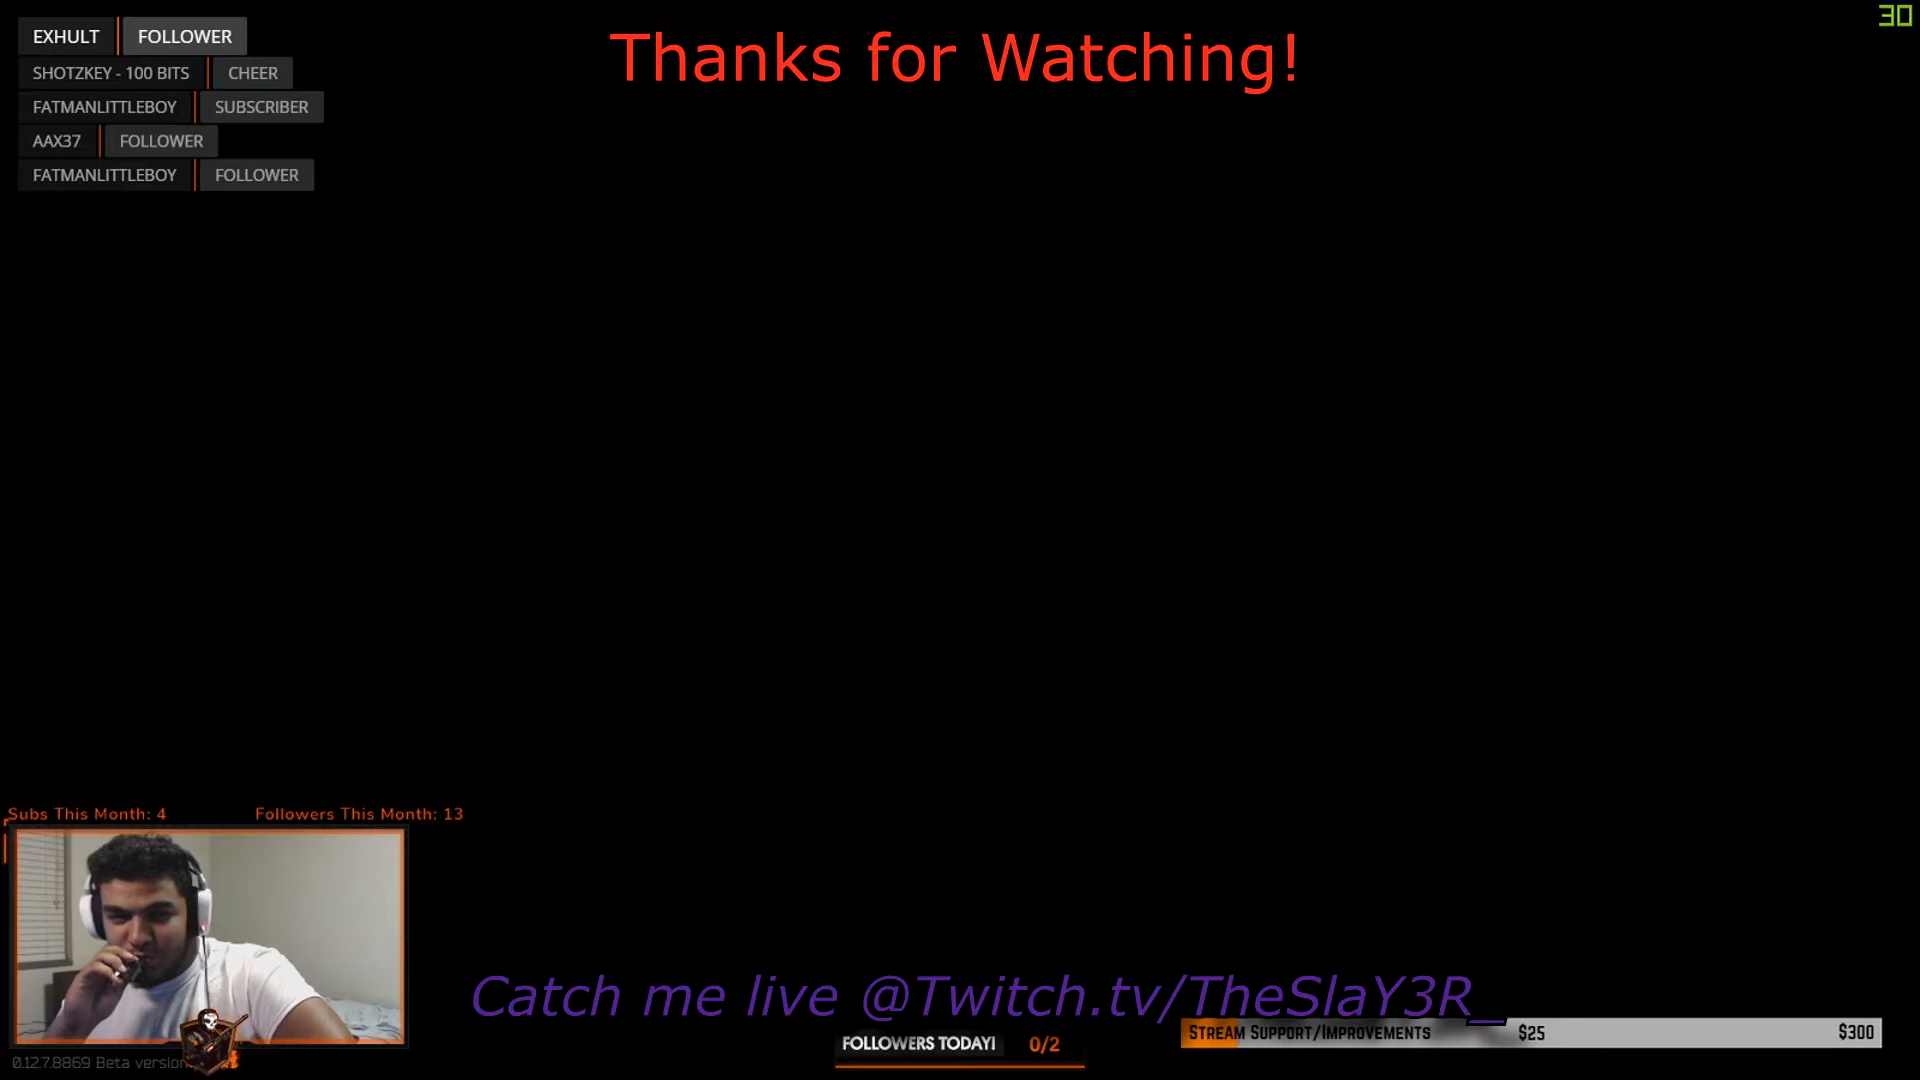 EXHULT FOLLOWER
SHOTZKEY - 100 BITS CHEER
FATMANLITTLEBOY SUBSCRIBER
AAX37 FOLLOWER
FATMANLITTLEBOY FOLLOWER
Thanks for Watching!
30
Subs This Month: 4 Followers This Month: 13
Catch me live @Twitch.tv/TheSlaY3R_
FOLLOWERS TODAY! 0/2
STREAM SUPPORT/IMPROVEMENTS $25 $300
0.12.7.8869 Beta version